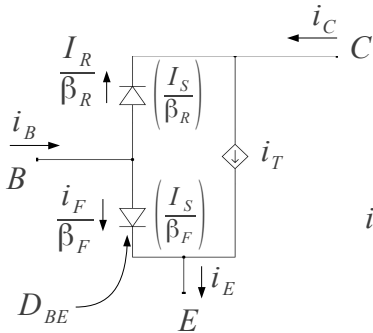 i_C
C
I_R/β_R
(I_S/β_R)
i_B
B
i_T
i_F/β_F
(I_S/β_F)
i
D_BE
i_E
E